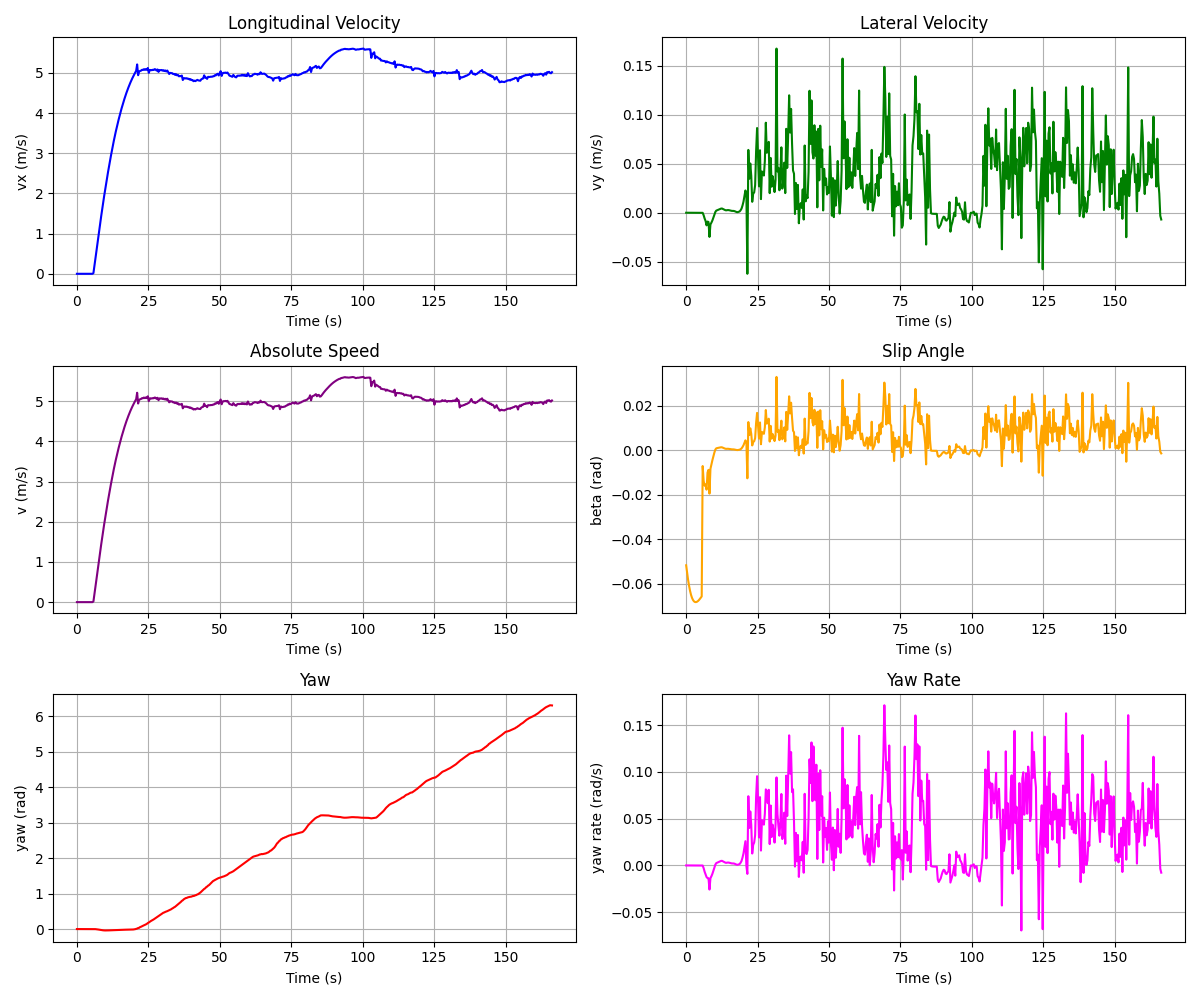 Longitudinal Velocity
vx (m/s)
5
4
3
2
1
0
0 25 50 75 100 125 150
Time (s)
Lateral Velocity
vy (m/s)
0.15
0.10
0.05
0.00
−0.05
0 25 50 75 100 125 150
Time (s)
Absolute Speed
v (m/s)
5
4
3
2
1
0
0 25 50 75 100 125 150
Time (s)
Slip Angle
beta (rad)
0.02
0.00
−0.02
−0.04
−0.06
0 25 50 75 100 125 150
Time (s)
Yaw
yaw (rad)
6
5
4
3
2
1
0
0 25 50 75 100 125 150
Time (s)
Yaw Rate
yaw rate (rad/s)
0.15
0.10
0.05
0.00
−0.05
0 25 50 75 100 125 150
Time (s)